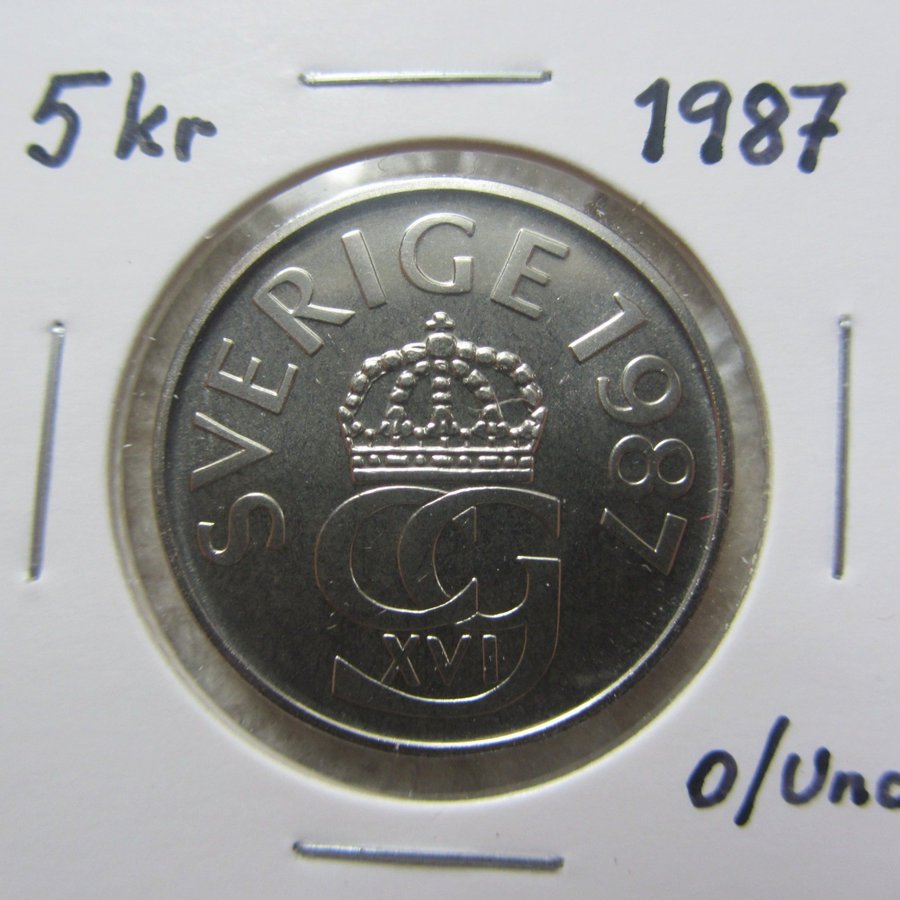 5 kr
1987
SVERIGE 1987
CG
XVI
0/Unc